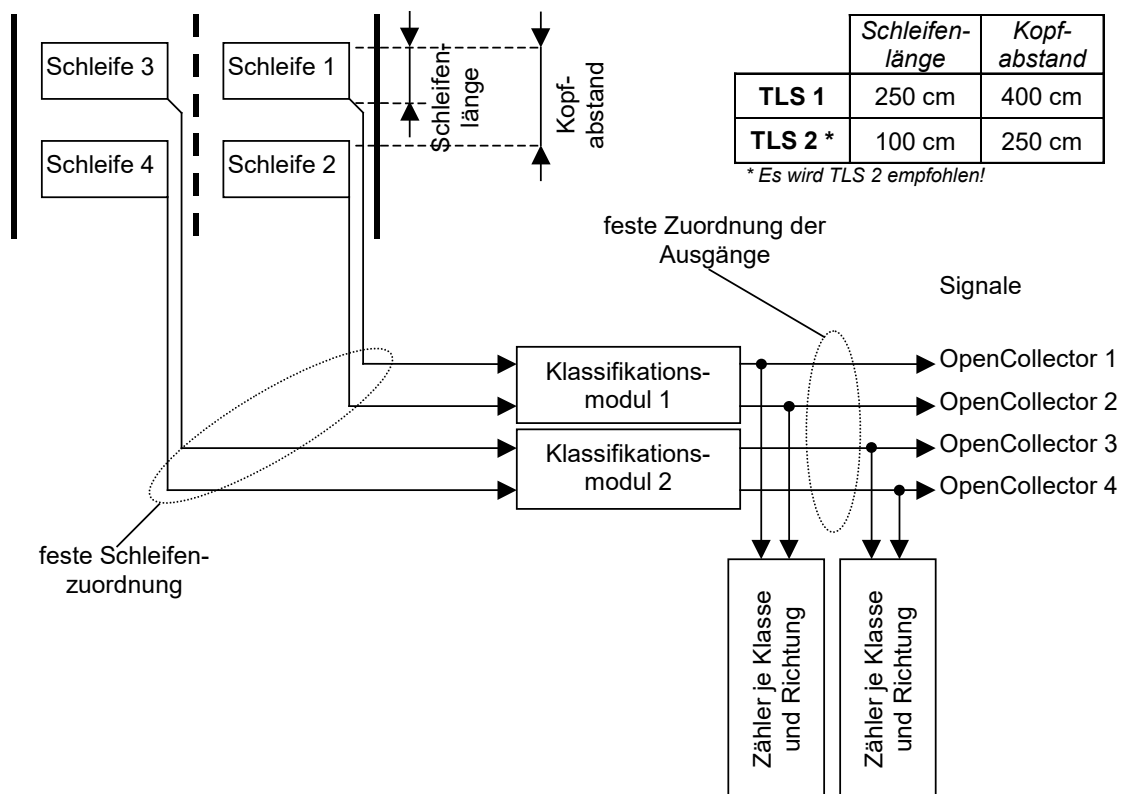 Schleife 3
Schleife 1
Schleife 4
Schleife 2
Schleifen-
länge
Kopf-
abstand
Schleifen-
länge
Kopf-
abstand
TLS 1
250 cm
400 cm
TLS 2 *
100 cm
250 cm
* Es wird TLS 2 empfohlen!
feste Zuordnung der
Ausgänge
Signale
Klassifikations-
modul 1
Klassifikations-
modul 2
OpenCollector 1
OpenCollector 2
OpenCollector 3
OpenCollector 4
feste Schleifen-
zuordnung
Zähler je Klasse
und Richtung
Zähler je Klasse
und Richtung